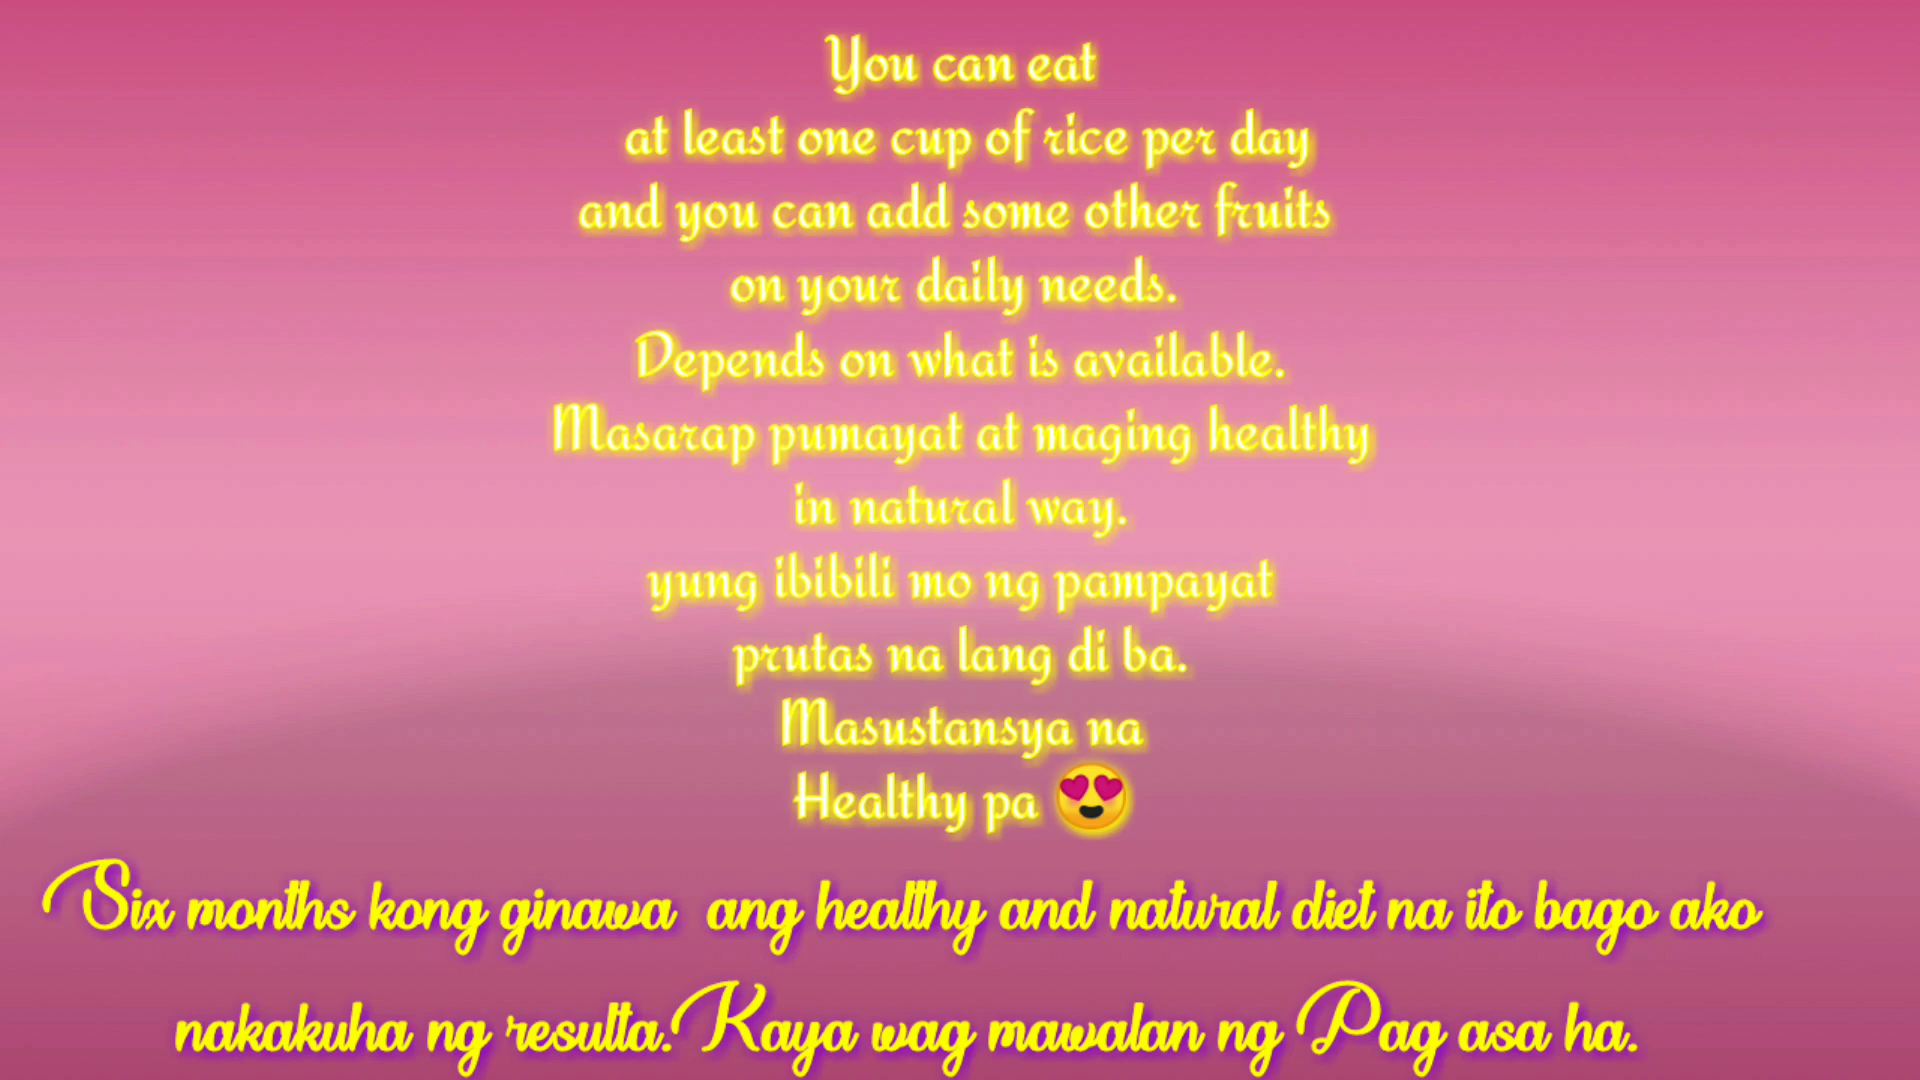 You can eat
at least one cup of rice per day
and you can add some other fruits
on your daily needs.
Depends on what is available.
Masarap pumayat at maging healthy
in natural way.
yung ibibili mo ng pampayat
prutas na lang di ba.
Masustansya na
Healthy pa 😍
Six months kong ginawa ang healthy and natural diet na ito bago ako
nakakuha ng resulta.Kaya wag mawalan ng Pag asa ha.